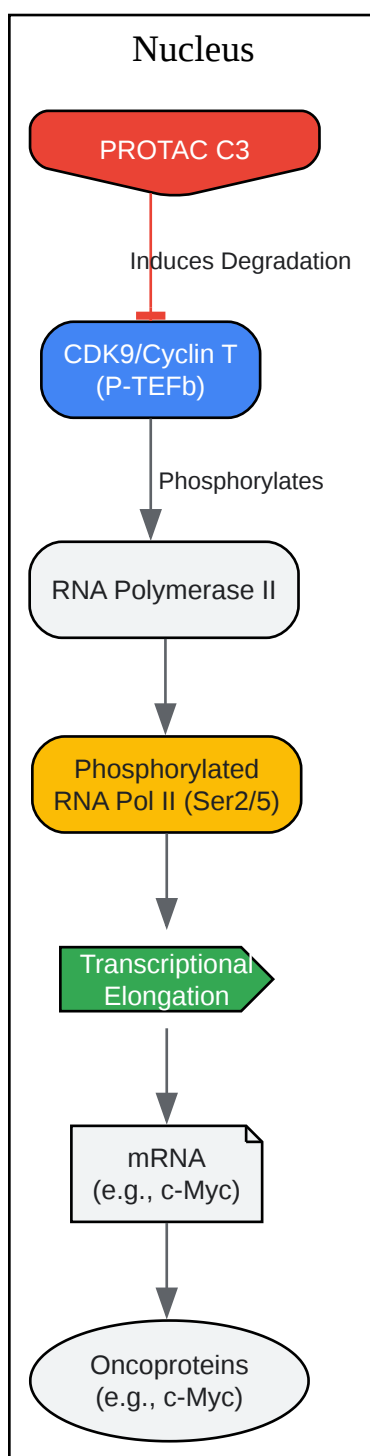 Nucleus
PROTAC C3
Induces Degradation
CDK9/Cyclin T
(P-TEFb)
Phosphorylates
RNA Polymerase II
Phosphorylated
RNA Pol II (Ser2/5)
Transcriptional
Elongation
mRNA
(e.g., c-Myc)
Oncoproteins
(e.g., c-Myc)